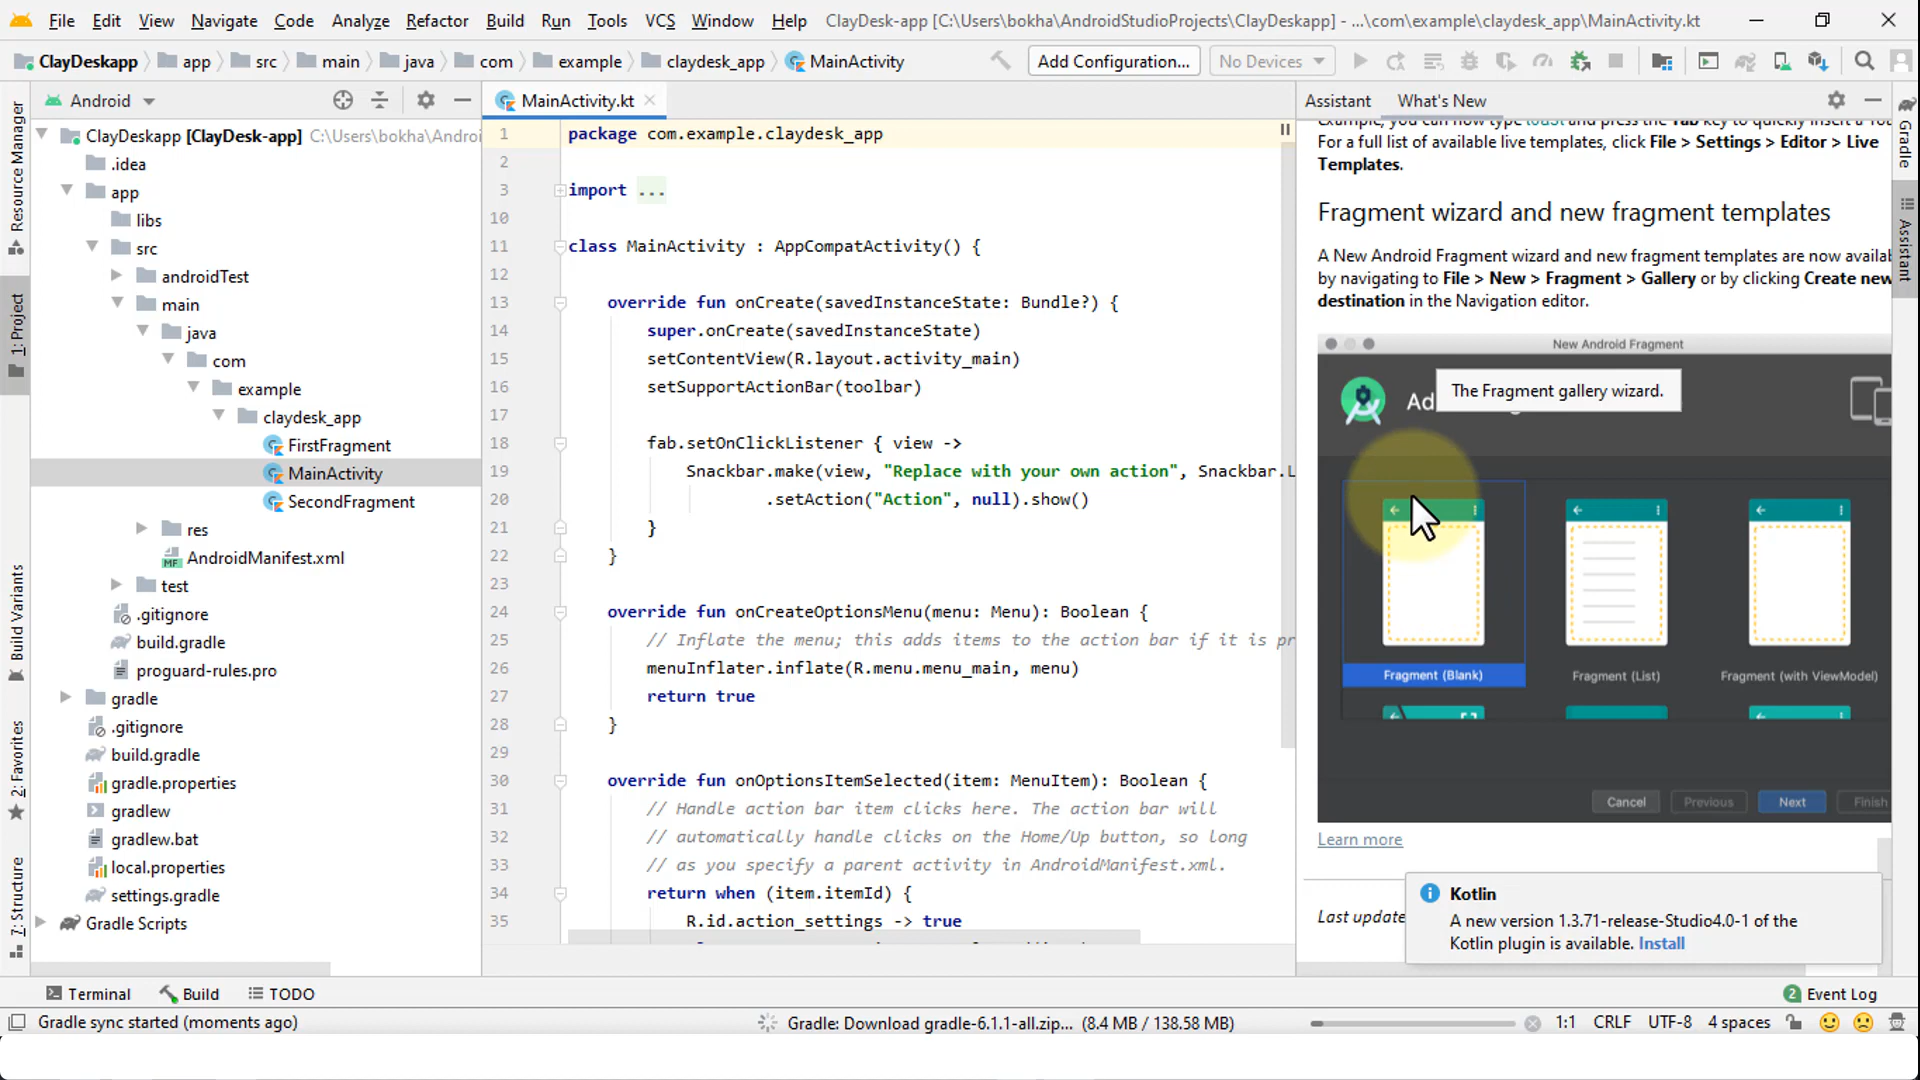 File Edit View Navigate Code Analyze Refactor Build Run Tools VCS Window Help ClayDesk-app [C:\Users\bokha\AndroidStudioProjects\ClayDeskapp] - ...\com\example\claydesk_app\MainActivity.kt
ClayDeskapp app src main java com example claydesk_app MainActivity Add Configuration... No Devices
Resource Manager
1: Project
Build Variants
2: Favorites
7: Structure
Android
ClayDeskapp [ClayDesk-app] C:\Users\bokha\Androi
.idea
app
libs
src
androidTest
main
java
com
example
claydesk_app
FirstFragment
MainActivity
SecondFragment
res
AndroidManifest.xml
test
.gitignore
build.gradle
proguard-rules.pro
gradle
.gitignore
build.gradle
gradle.properties
gradlew
gradlew.bat
local.properties
settings.gradle
Gradle Scripts
MainActivity.kt
1 package com.example.claydesk_app
2
3 import ...
10
11 class MainActivity : AppCompatActivity() {
12
13 override fun onCreate(savedInstanceState: Bundle?) {
14 super.onCreate(savedInstanceState)
15 setContentView(R.layout.activity_main)
16 setSupportActionBar(toolbar)
17
18 fab.setOnClickListener { view ->
19 Snackbar.make(view, "Replace with your own action", Snackbar.L
20 .setAction("Action", null).show()
21 }
22 }
23
24 override fun onCreateOptionsMenu(menu: Menu): Boolean {
25 // Inflate the menu; this adds items to the action bar if it is pr
26 menuInflater.inflate(R.menu.menu_main, menu)
27 return true
28 }
29
30 override fun onOptionsItemSelected(item: MenuItem): Boolean {
31 // Handle action bar item clicks here. The action bar will
32 // automatically handle clicks on the Home/Up button, so long
33 // as you specify a parent activity in AndroidManifest.xml.
34 return when (item.itemId) {
35 R.id.action_settings -> true
Assistant What's New
Example, you can now type toast and press the Tab key to quickly insert a
For a full list of available live templates, click File > Settings > Editor > Live
Templates.
Fragment wizard and new fragment templates
A New Android Fragment wizard and new fragment templates are now availab
by navigating to File > New > Fragment > Gallery or by clicking Create new
destination in the Navigation editor.
New Android Fragment
The Fragment gallery wizard.
Ad
Fragment (Blank) Fragment (List) Fragment (with ViewModel)
Cancel Previous Next Finish
Learn more
Last update
Kotlin
A new version 1.3.71-release-Studio4.0-1 of the
Kotlin plugin is available. Install
Gradle
Assistant
Terminal Build TODO 2 Event Log
Gradle sync started (moments ago) Gradle: Download gradle-6.1.1-all.zip... (8.4 MB / 138.58 MB) 1:1 CRLF UTF-8 4 spaces